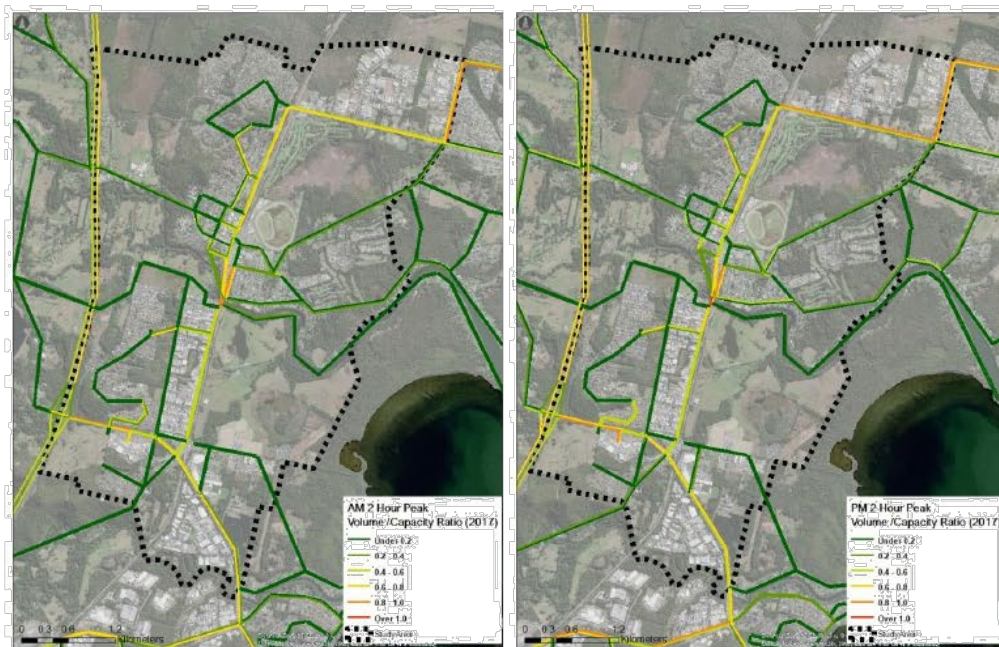 AM 2 Hour Peak
Volume /Capacity Ratio (2017)
Under 0.2
0.2 - 0.4
0.4 - 0.6
0.6 - 0.8
0.8 - 1.0
Over 1.0
Study Area
0 0.3 0.6 1.2
Kilometers
PM 2 Hour Peak
Volume /Capacity Ratio (2017
Under 0.2
0.2 - 0.4
0.4 - 0.6
0.6 - 0.8
0.8 - 1.0
Over 1.0
Study Area
0 0.3 0.6 1.2
Kilometers